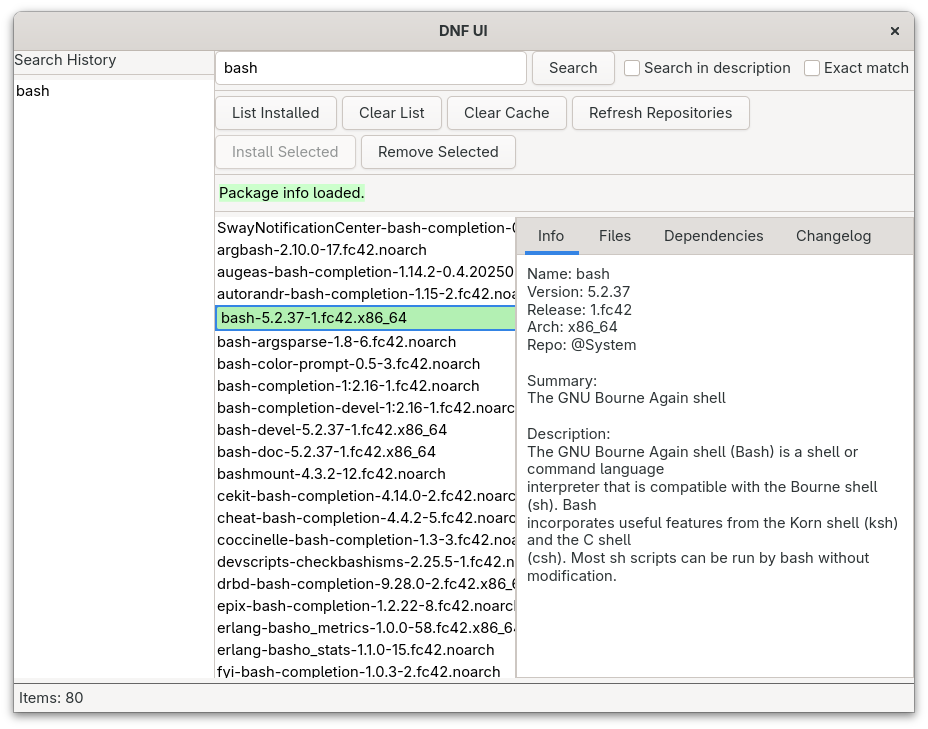 DNF UI
Search History
bash
bash
Search
Search in description
Exact match
List Installed
Clear List
Clear Cache
Refresh Repositories
Install Selected
Remove Selected
Package info loaded.
SwayNotificationCenter-bash-completion-
argbash-2.10.0-17.fc42.noarch
augeas-bash-completion-1.14.2-0.4.20250
autorandr-bash-completion-1.15-2.fc42.noa
bash-5.2.37-1.fc42.x86_64
bash-argsparse-1.8-6.fc42.noarch
bash-color-prompt-0.5-3.fc42.noarch
bash-completion-1:2.16-1.fc42.noarch
bash-completion-devel-1:2.16-1.fc42.noarc
bash-devel-5.2.37-1.fc42.x86_64
bash-doc-5.2.37-1.fc42.x86_64
bashmount-4.3.2-12.fc42.noarch
cekit-bash-completion-4.14.0-2.fc42.noarc
cheat-bash-completion-4.4.2-5.fc42.noarc
coccinelle-bash-completion-1.3-3.fc42.noa
devscripts-checkbashisms-2.25.5-1.fc42.n
drbd-bash-completion-9.28.0-2.fc42.x86_6
epix-bash-completion-1.2.22-8.fc42.noarc
erlang-basho_metrics-1.0.0-58.fc42.x86_64
erlang-basho_stats-1.1.0-15.fc42.noarch
fyi-bash-completion-1.0.3-2.fc42.noarch
Info
Files
Dependencies
Changelog
Name: bash
Version: 5.2.37
Release: 1.fc42
Arch: x86_64
Repo: @System
Summary:
The GNU Bourne Again shell
Description:
The GNU Bourne Again shell (Bash) is a shell or
command language
interpreter that is compatible with the Bourne shell
(sh). Bash
incorporates useful features from the Korn shell (ksh)
and the C shell
(csh). Most sh scripts can be run by bash without
modification.
Items: 80